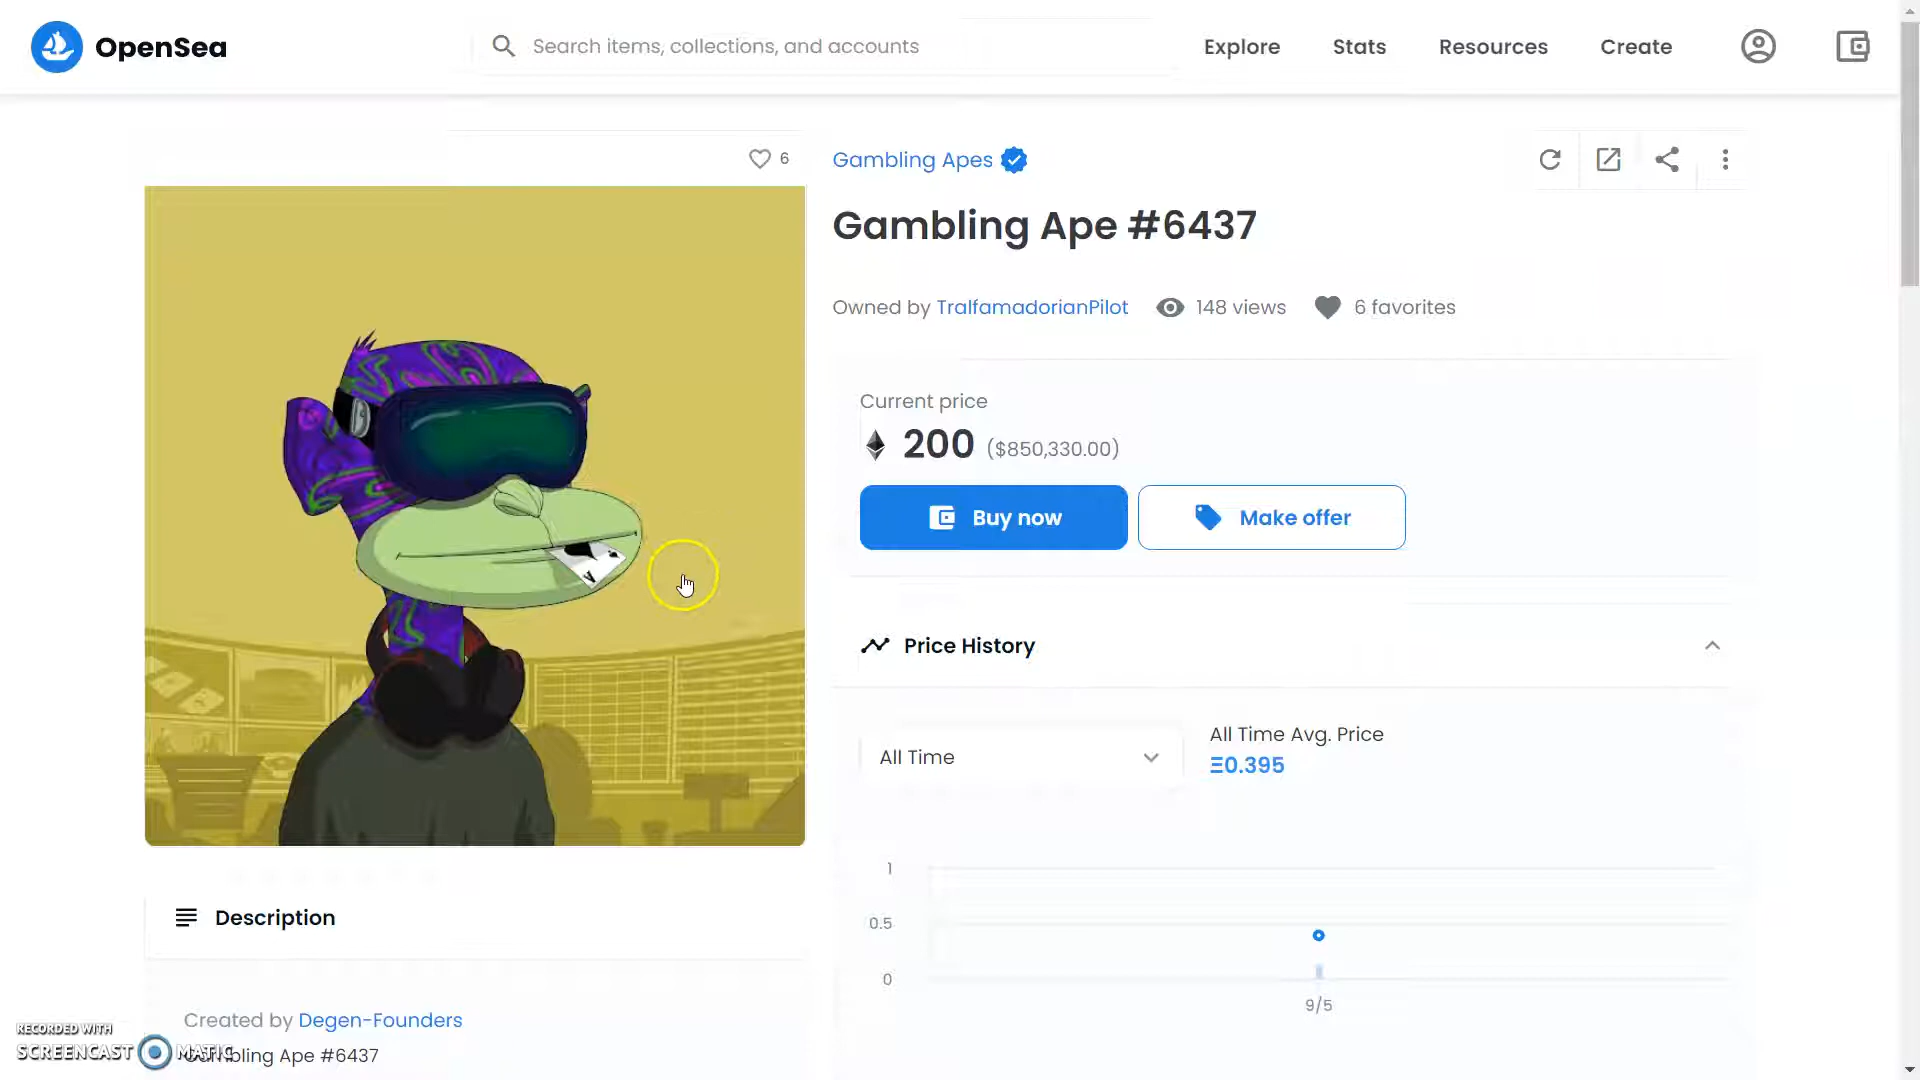 OpenSea
Search items, collections, and accounts
Explore
Stats
Resources
Create
6
Gambling Apes
Gambling Ape #6437
Owned by TralfamadorianPilot
148 views
6 favorites
Current price
200 ($850,330.00)
Buy now
Make offer
Price History
All Time
All Time Avg. Price
Ξ0.395
1
0.5
0
9/5
A
Description
Created by Degen-Founders
Gambling Ape #6437
RECORDED WITH
SCREENCAST MATIC